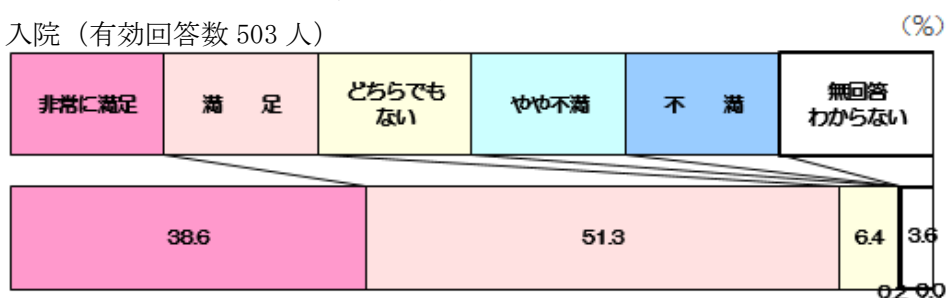 入院（有効回答数 503 人）
(%)
非常に満足
満　足
どちらでも
ない
やや不満
不　満
無回答
わからない
38.6
51.3
6.4
3.6
0.2
0.0